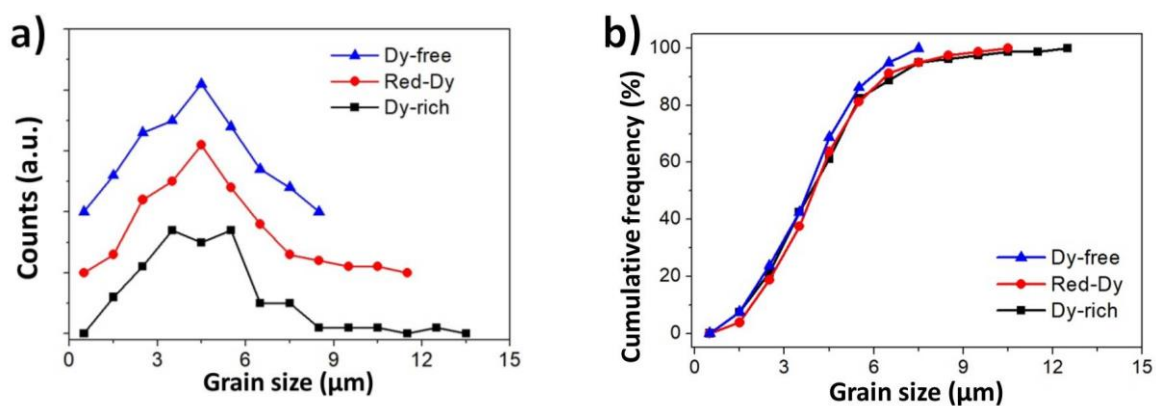 a)
Counts (a.u.)
Dy-free
Red-Dy
Dy-rich
0 3 6 9 12 15
Grain size (μm)
b)
Cumulative frequency (%)
100
80
60
40
20
0
Dy-free
Red-Dy
Dy-rich
0 3 6 9 12 15
Grain size (μm)